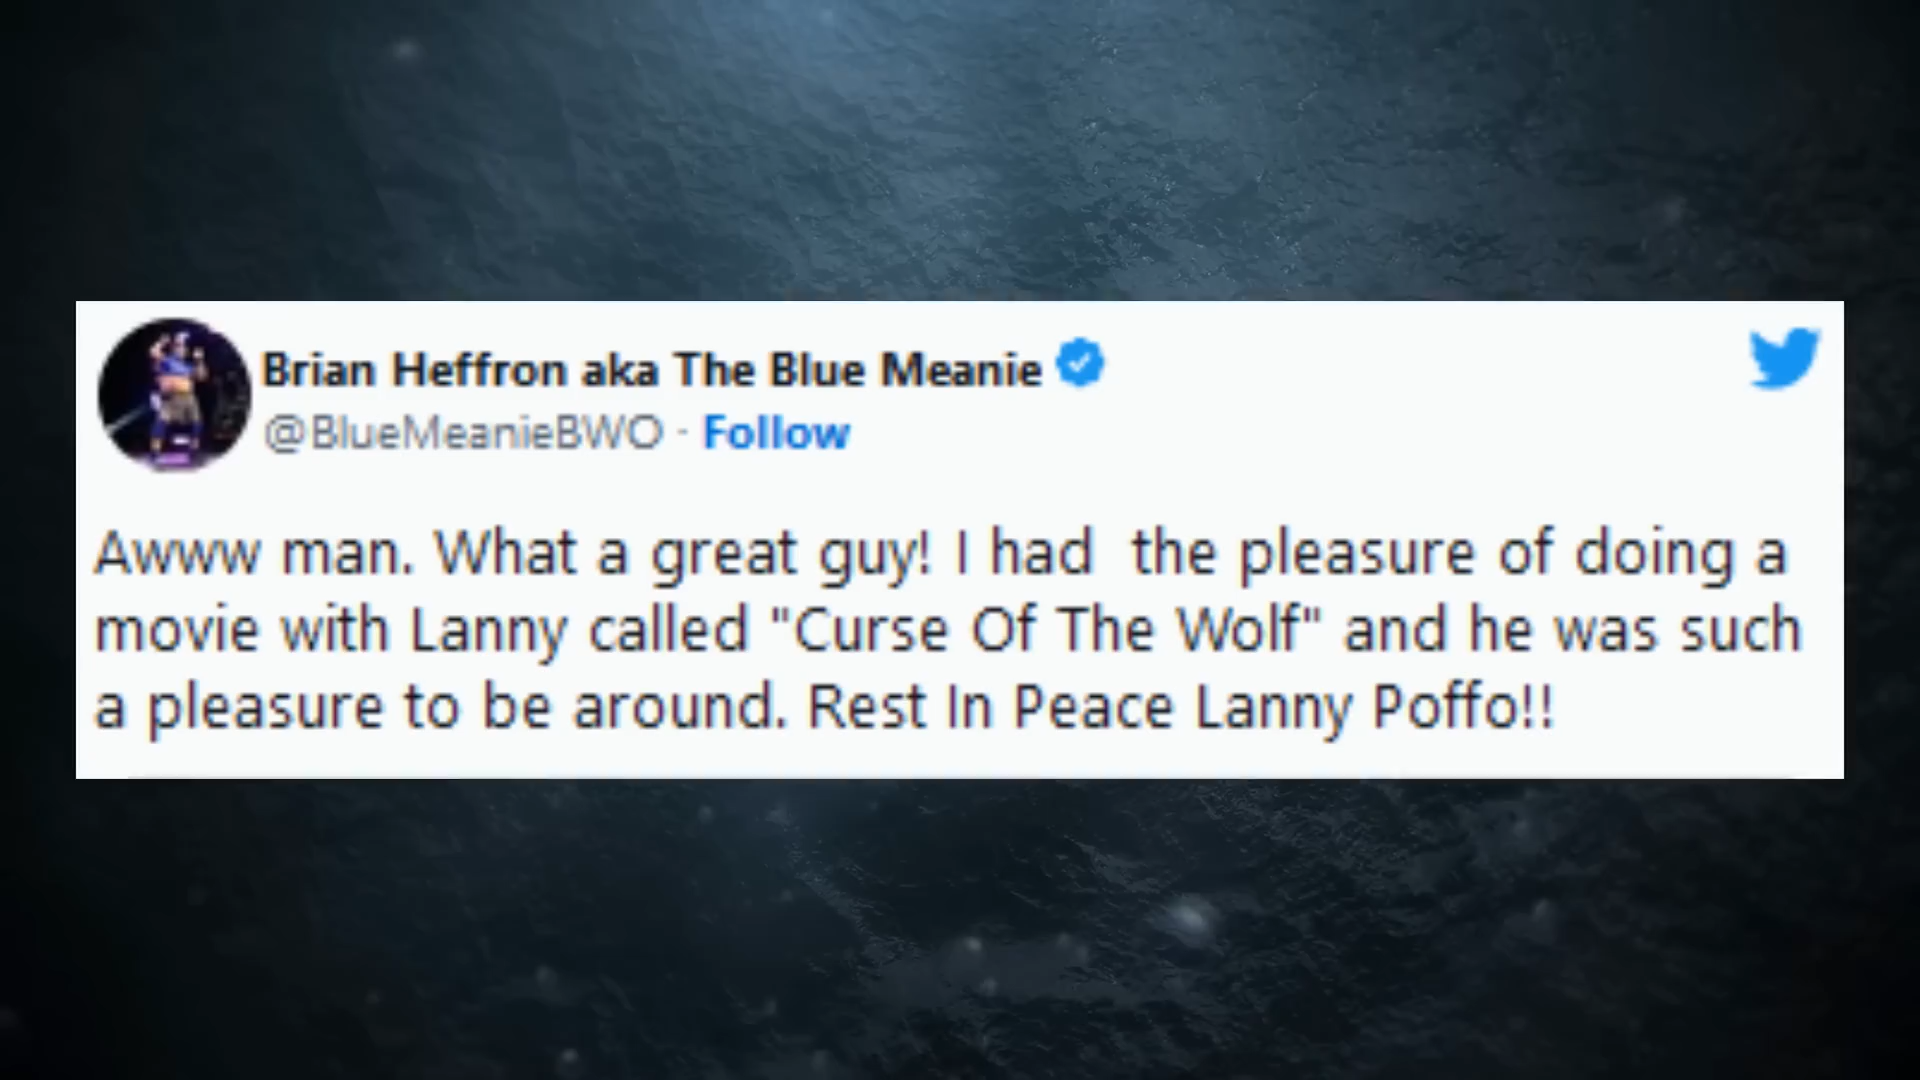 Brian Heffron aka The Blue Meanie
@BlueMeanieBWO · Follow
Awww man. What a great guy! I had  the pleasure of doing a
movie with Lanny called "Curse Of The Wolf" and he was such
a pleasure to be around. Rest In Peace Lanny Poffo!!